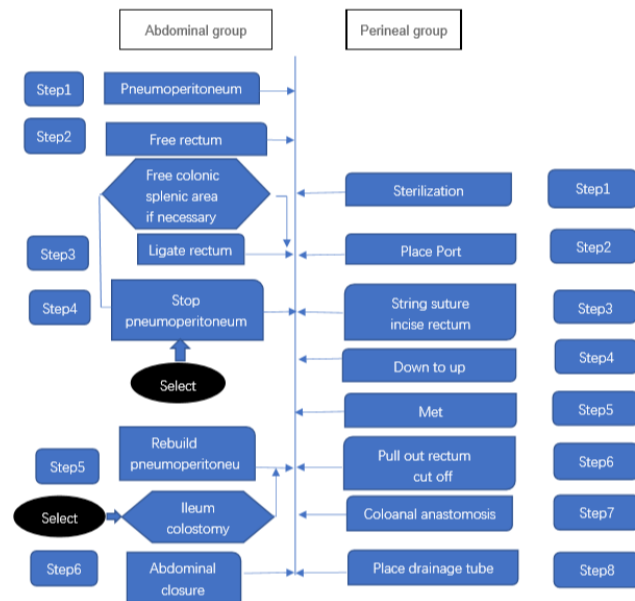 Abdominal group
Perineal group
Step1
Pneumoperitoneum
Step2
Free rectum
Free colonic
splenic area
if necessary
Sterilization
Step1
Step3
Ligate rectum
Place Port
Step2
Step4
Stop
pneumoperitoneum
String suture
incise rectum
Step3
Select
Down to up
Step4
Met
Step5
Step5
Rebuild
pneumoperitoneu
Pull out rectum
cut off
Step6
Select
Ileum
colostomy
Coloanal anastomosis
Step7
Step6
Abdominal
closure
Place drainage tube
Step8